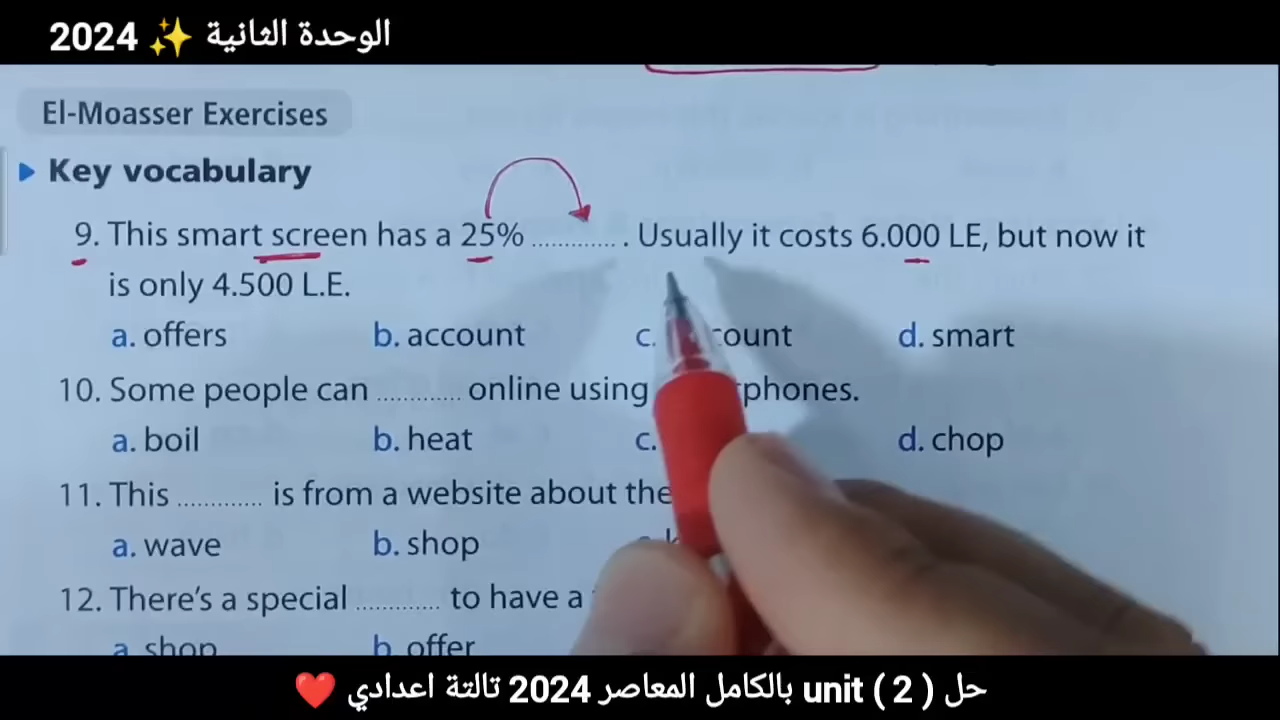 الوحدة الثانية ✨ 2024
El-Moasser Exercises
Key vocabulary
9. This smart screen has a 25% ............. . Usually it costs 6.000 LE, but now it
is only 4.500 L.E.
a. offers b. account c. count d. smart
10. Some people can ............. online using phones.
a. boil b. heat c. d. chop
11. This ............. is from a website about the
a. wave b. shop
12. There's a special ............. to have a
a. shop b. offer
حل unit ( 2 ) بالكامل المعاصر 2024 تالتة اعدادي ❤️